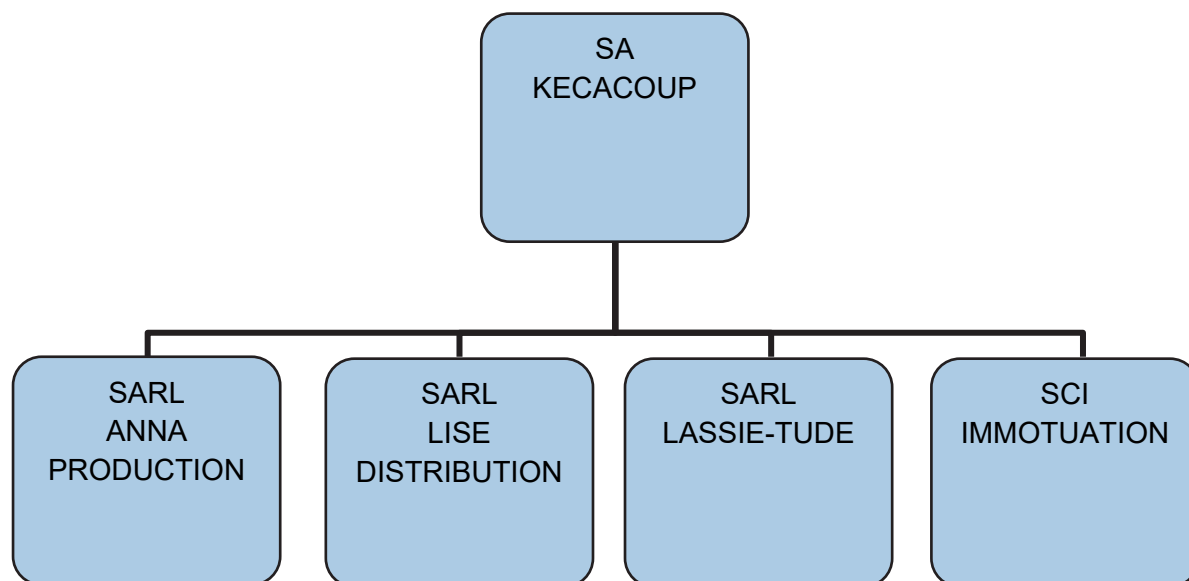 SA
KECACOUP
SARL
ANNA
PRODUCTION
SARL
LISE
DISTRIBUTION
SARL
LASSIE-TUDE
SCI
IMMOTUATION